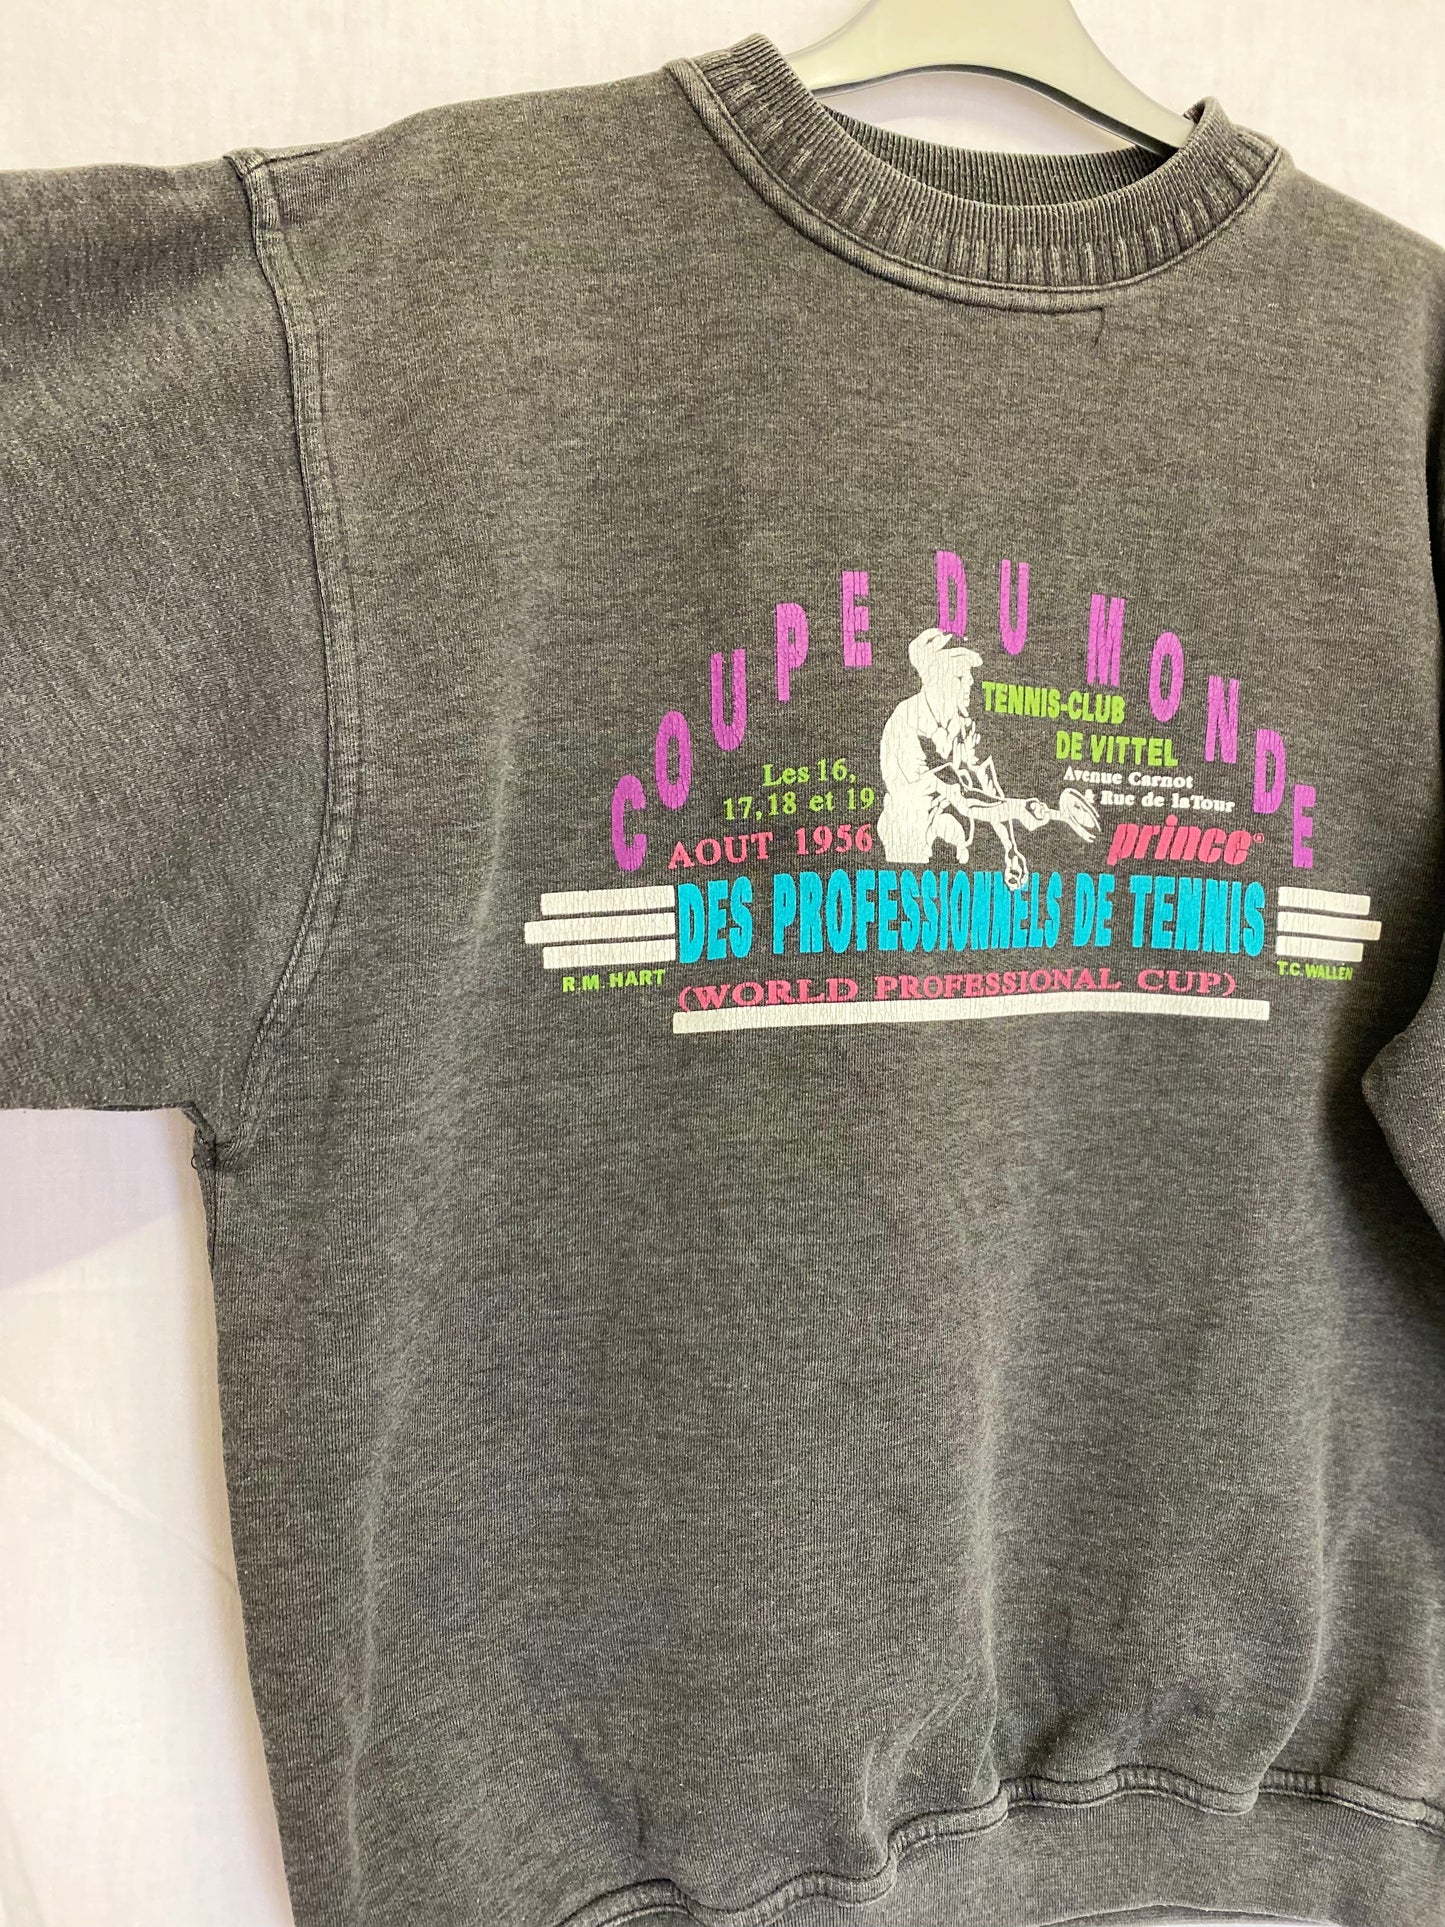 COUPE DU MONDE
TENNIS-CLUB
DE VITTEL
Les 16,
17, 18 et 19
AOUT 1956
Avenue Carnot
& Rue de la Tour
prince®
DES PROFESSIONNELS DE TENNIS
R.M. HART
T.C. WALLEN
(WORLD PROFESSIONAL CUP)